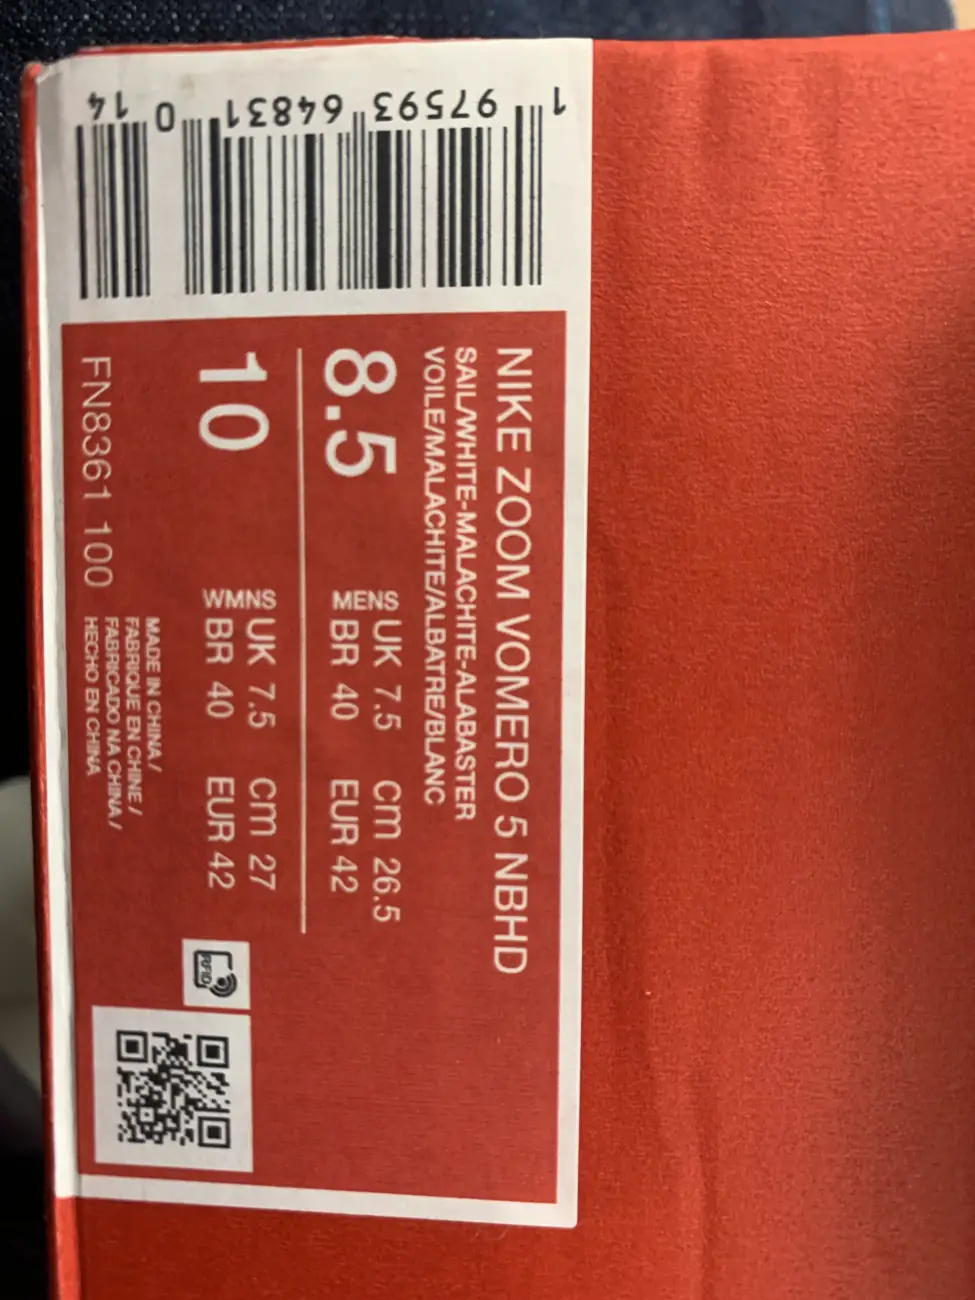 NIKE ZOOM VOMERO 5 NBHD
SAIL/WHITE-MALACHITE-ALABASTER
VOILE/MALACHITE/ALBATRE/BLANC
8.5
MENS
UK 7.5 cm 26.5
BR 40 EUR 42
10
WMNS
UK 7.5 cm 27
BR 40 EUR 42
FN8361 100
MADE IN CHINA/
FABRIQUE EN CHINE/
FABRICADO NA CHINA/
HECHO EN CHINA
RFID
1 97593 64831 0 14